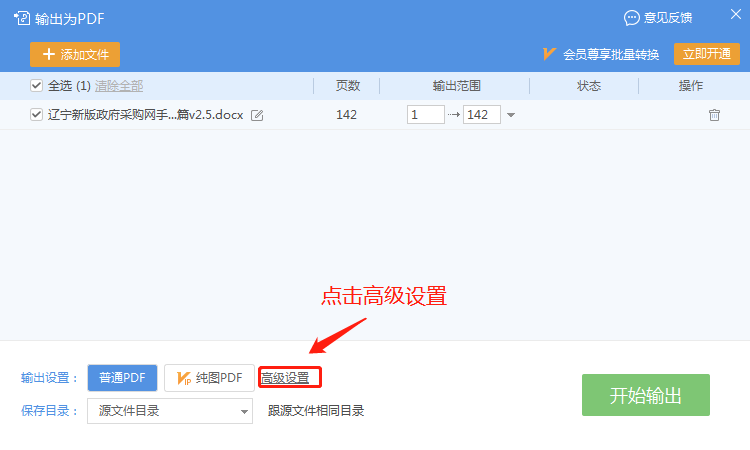 输出为PDF
意见反馈
添加文件
会员尊享批量转换
立即开通
全选 (1) 清除全部 页数 输出范围 状态 操作
辽宁新版政府采购网手...篇v2.5.docx 142 1 142
点击高级设置
输出设置： 普通PDF VIP 纯图PDF 高级设置
保存目录： 源文件目录 跟源文件相同目录
开始输出